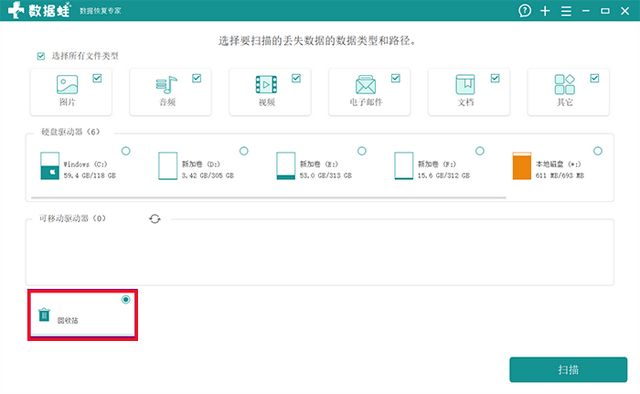 数据蛙 数据恢复专家
选择要扫描的丢失数据的数据类型和路径。
选择所有文件类型
图片 音频 视频 电子邮件 文档 其它
硬盘驱动器 (6)
Windows (C:) 新加卷 (D:) 新加卷 (E:) 新加卷 (F:) 本地磁盘 (*:)
59.4 GB/118 GB 3.42 GB/305 GB 53.0 GB/313 GB 15.6 GB/312 GB 611 MB/693 MB
可移动驱动器 (0)
回收站
扫描